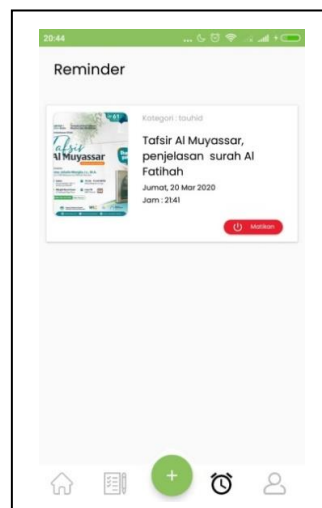 20:44
Reminder
Kategori : tauhid
Tafsir Al Muyassar,
penjelasan surah Al
Fatihah
Jumat, 20 Mar 2020
Jam : 21:41
Matikan
Tafsir
Al Muyassar